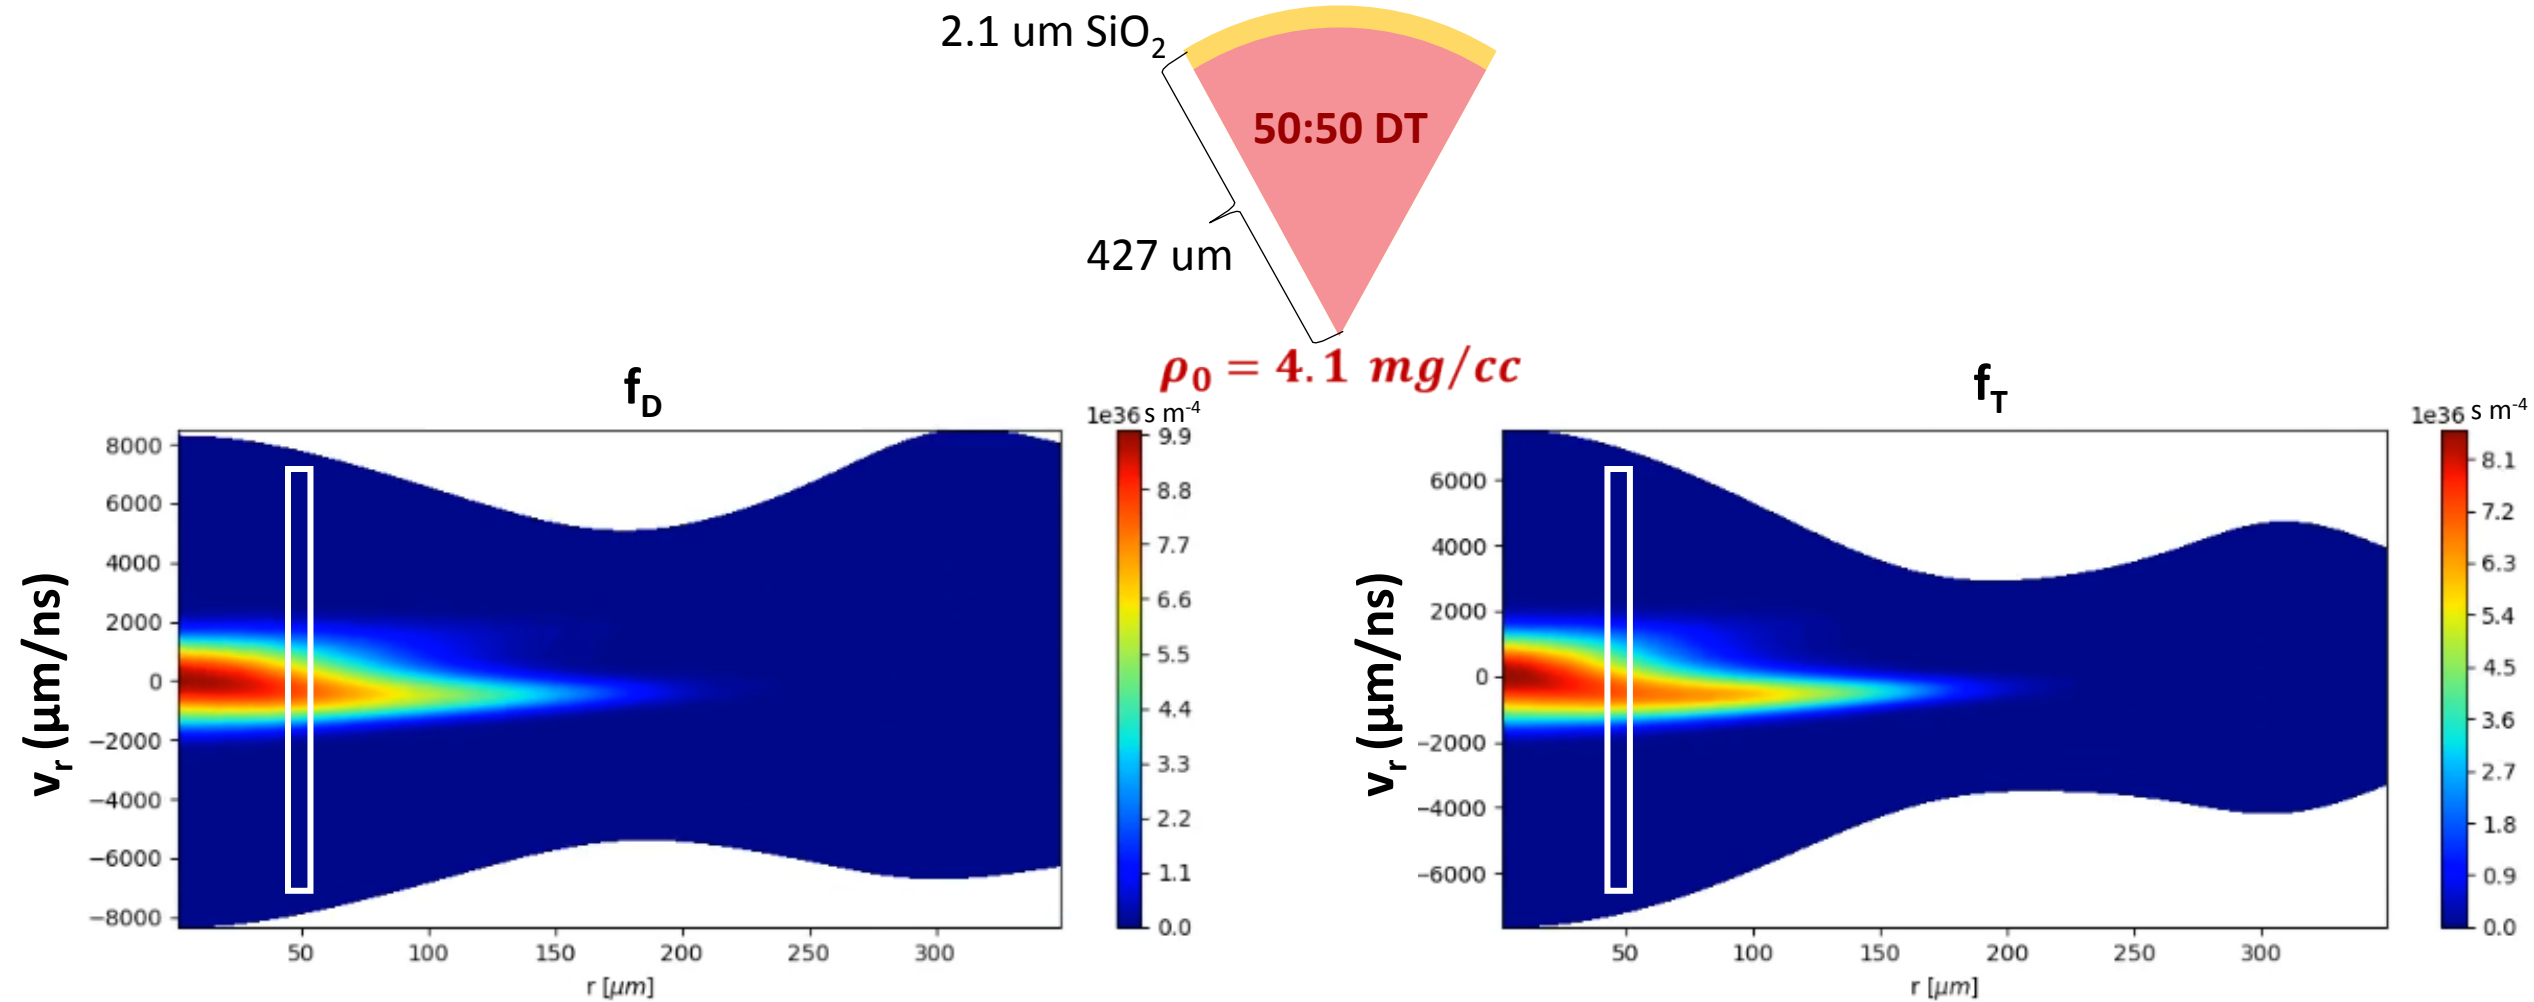 2.1 um SiO₂
50:50 DT
427 um
ρ₀ = 4.1 mg/cc
f_D
1e36 s m⁻⁴
v_r (μm/ns)
8000
6000
4000
2000
0
−2000
−4000
−6000
−8000
50 100 150 200 250 300
r [μm]
9.9
8.8
7.7
6.6
5.5
4.4
3.3
2.2
1.1
0.0
f_T
1e36 s m⁻⁴
v_r (μm/ns)
6000
4000
2000
0
−2000
−4000
−6000
50 100 150 200 250 300
r [μm]
8.1
7.2
6.3
5.4
4.5
3.6
2.7
1.8
0.9
0.0